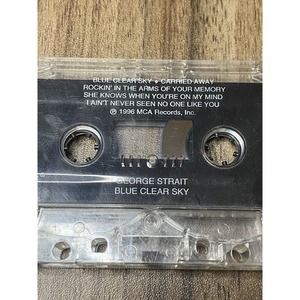 BLUE CLEAR SKY • CARRIED AWAY
ROCKIN' IN THE ARMS OF YOUR MEMORY
SHE KNOWS WHEN YOU'RE ON MY MIND
I AIN'T NEVER SEEN NO ONE LIKE YOU
℗ 1996 MCA Records, Inc.
GEORGE STRAIT
BLUE CLEAR SKY